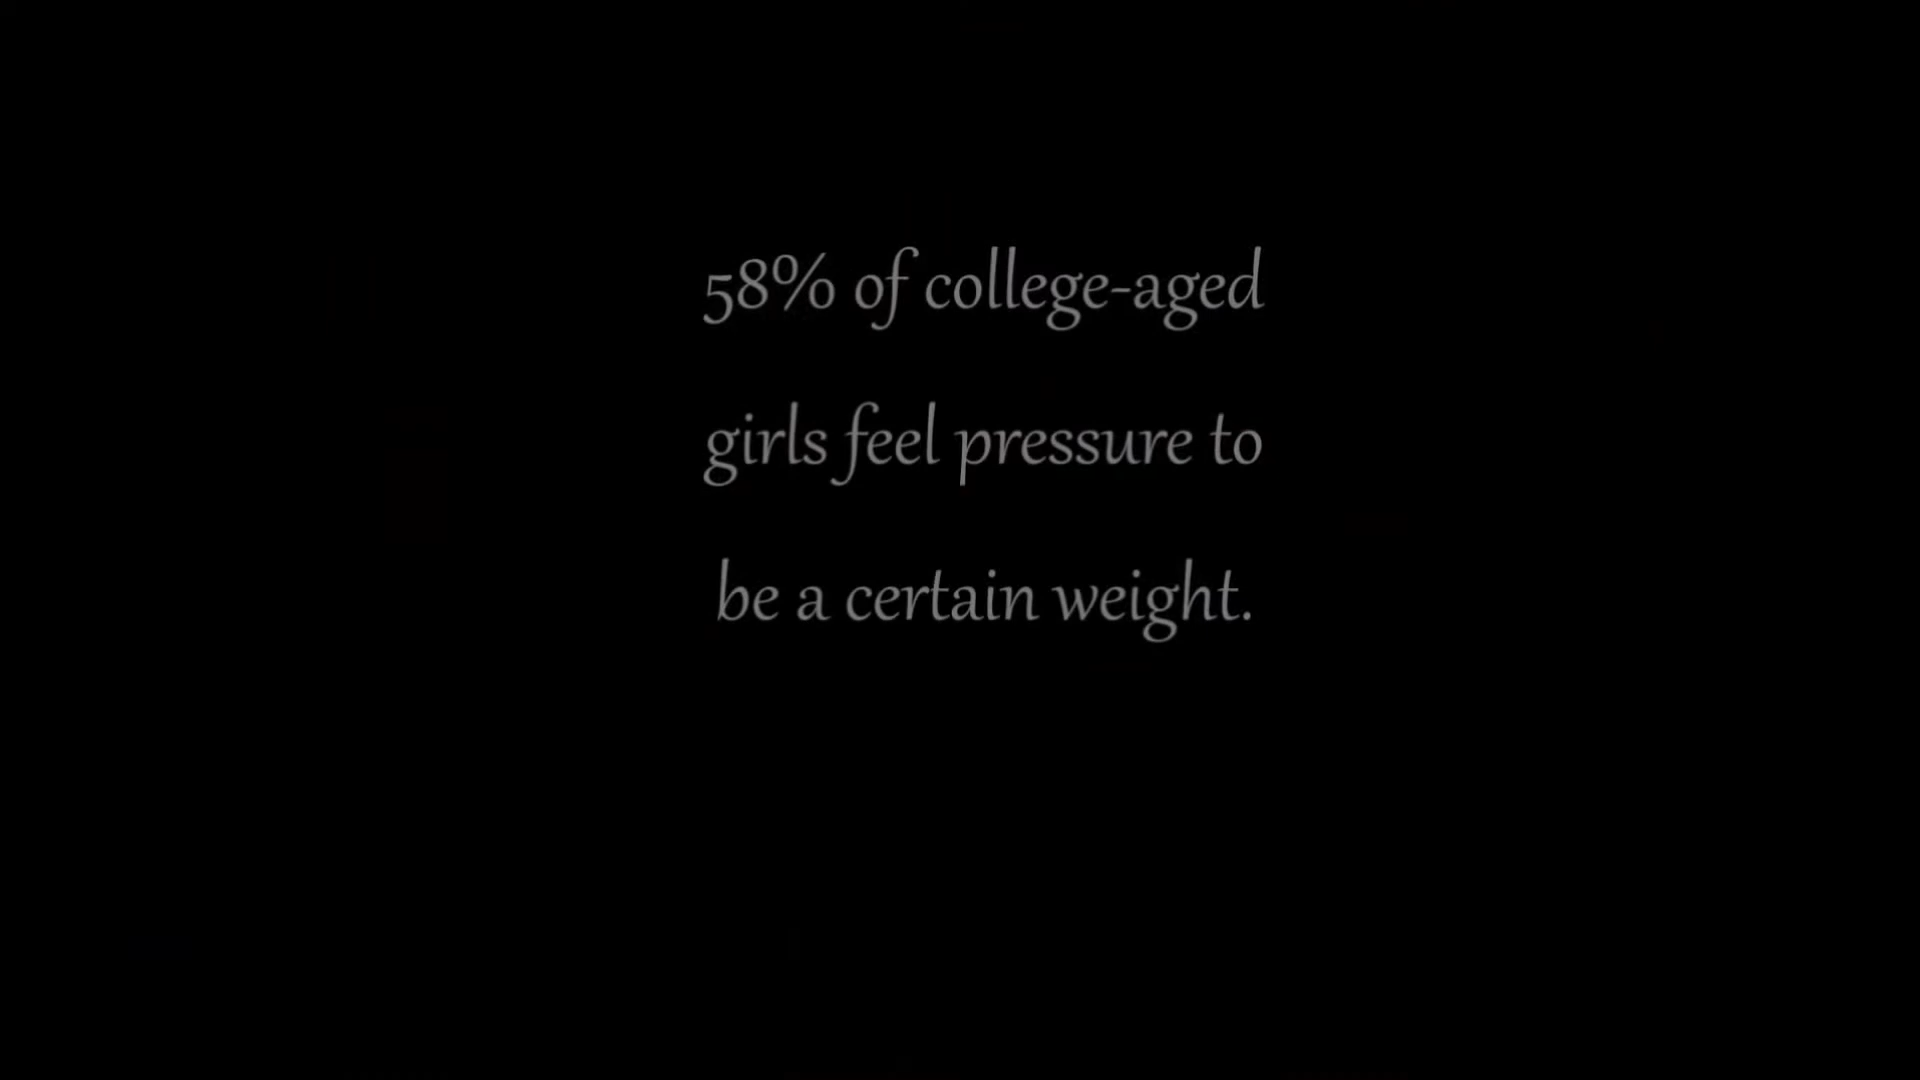 58% of college-aged
girls feel pressure to
be a certain weight.